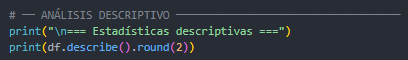 # — ANÁLISIS DESCRIPTIVO ————————————————————————
print("\n=== Estadísticas descriptivas ===")
print(df.describe().round(2))